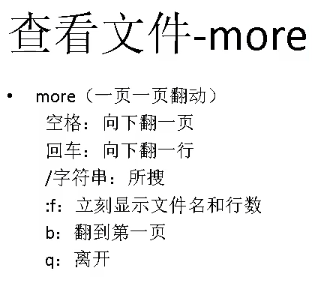 查看文件-more
• more（一页一页翻动）
空格：向下翻一页
回车：向下翻一行
/字符串：所搜
:f：立刻显示文件名和行数
b：翻到第一页
q：离开